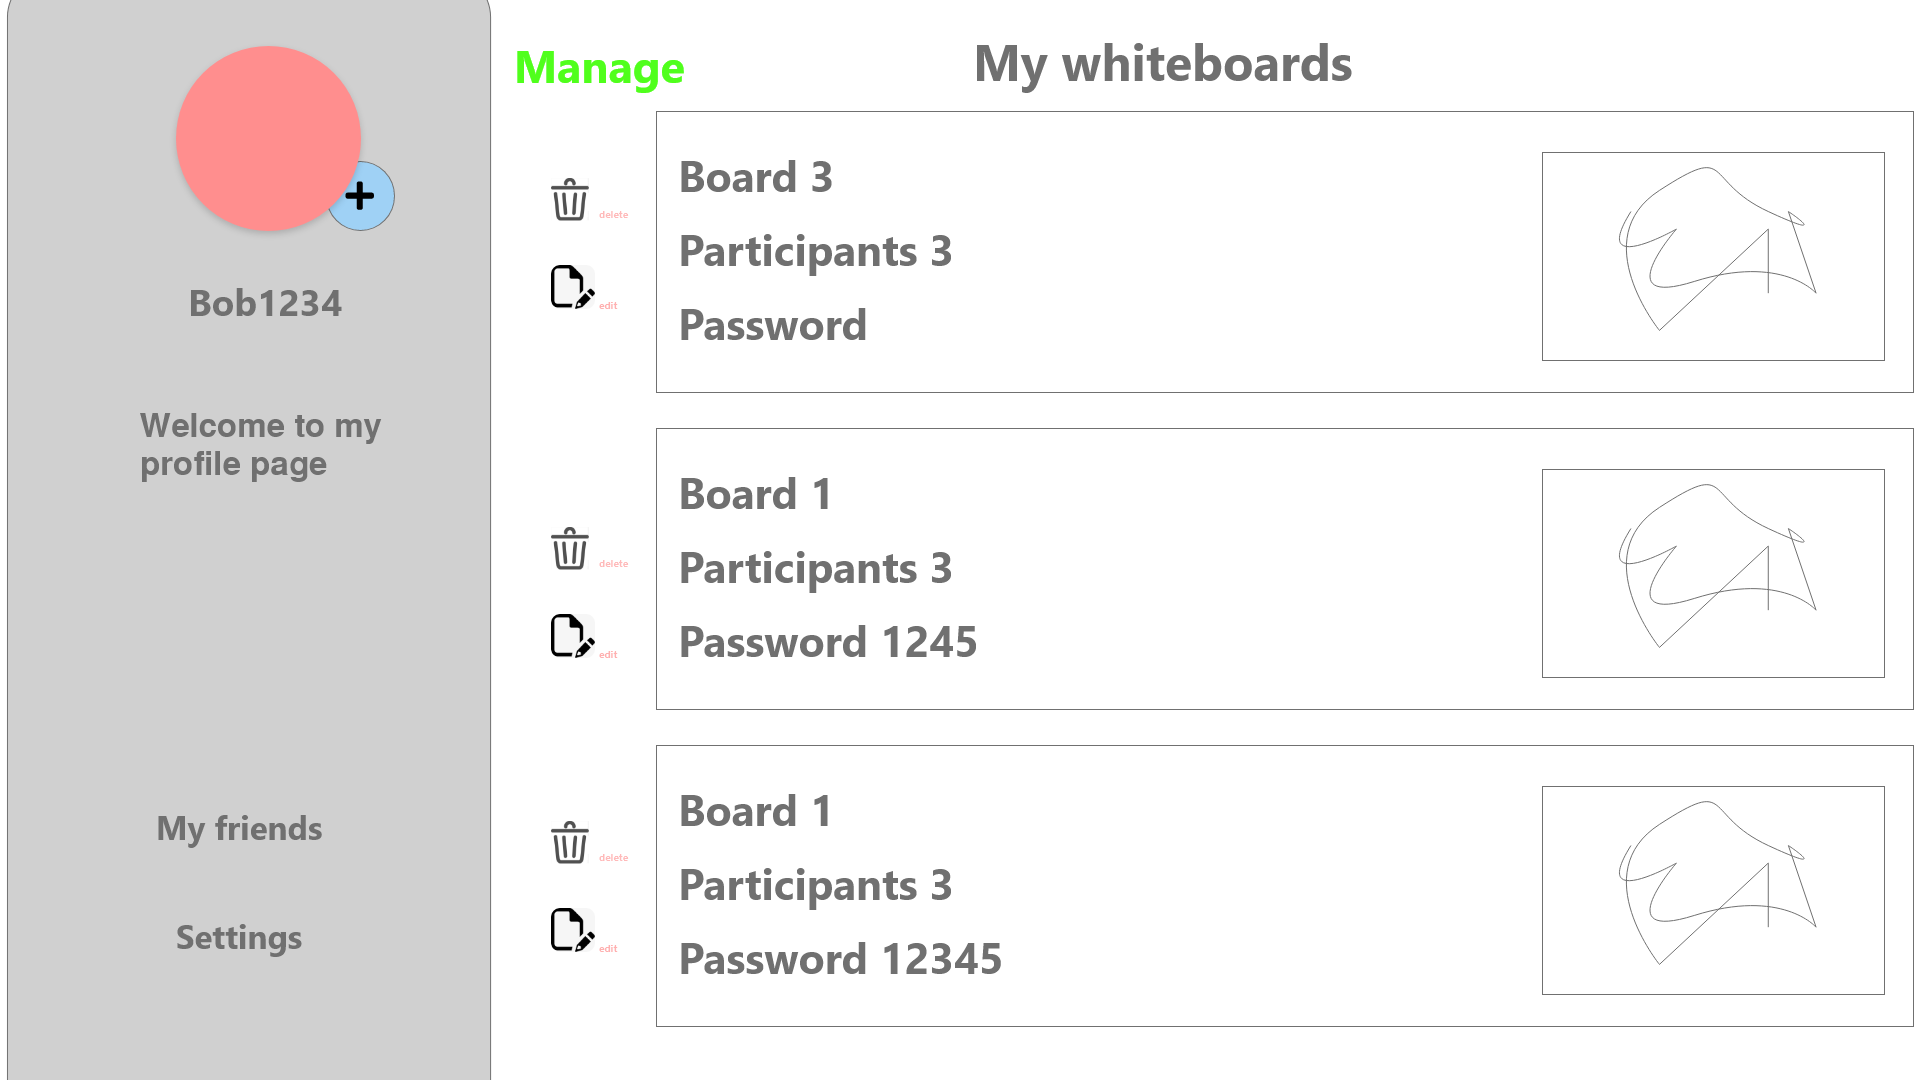 Bob1234
Welcome to my
profile page
My friends
Settings
Manage
My whiteboards
delete
edit
Board 3
Participants 3
Password
delete
edit
Board 1
Participants 3
Password 1245
delete
edit
Board 1
Participants 3
Password 12345